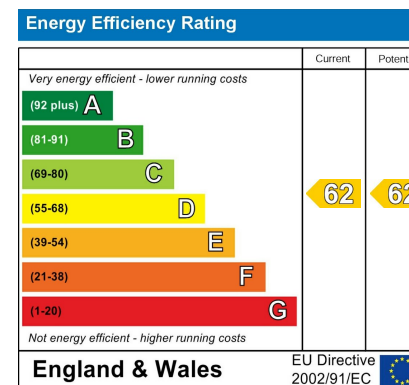 Energy Efficiency Rating
Current
Very energy efficient - lower running costs
(92 plus) A
(81-91) B
(69-80) C
(55-68) D
62
62
(39-54) E
(21-38) F
(1-20) G
Not energy efficient - higher running costs
England & Wales
EU Directive
2002/91/EC